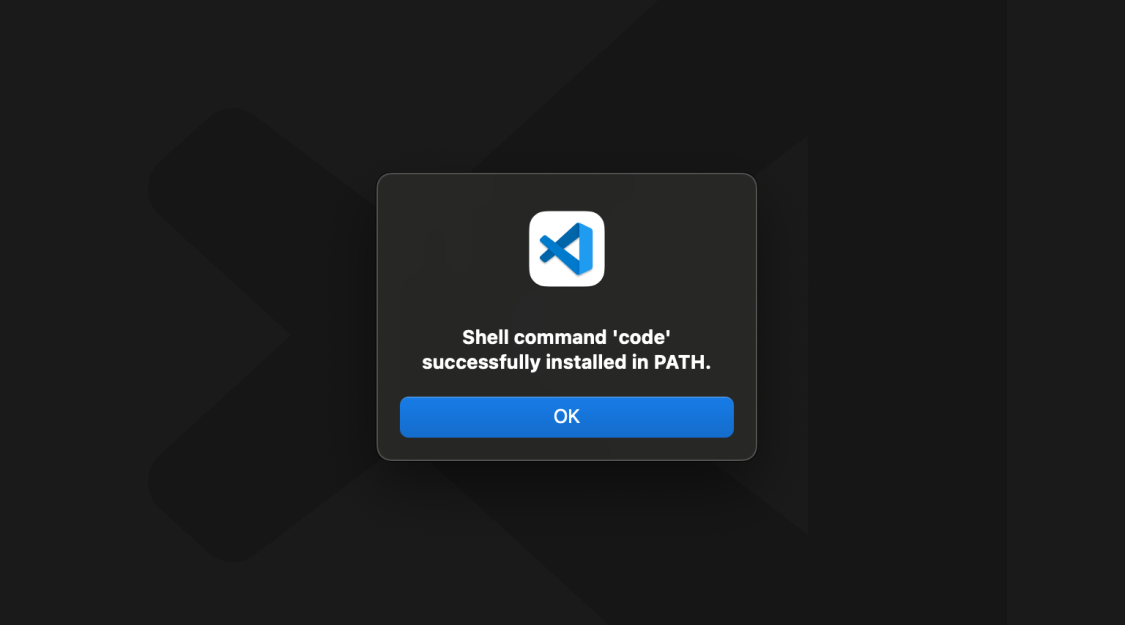 Shell command 'code'
successfully installed in PATH.
OK